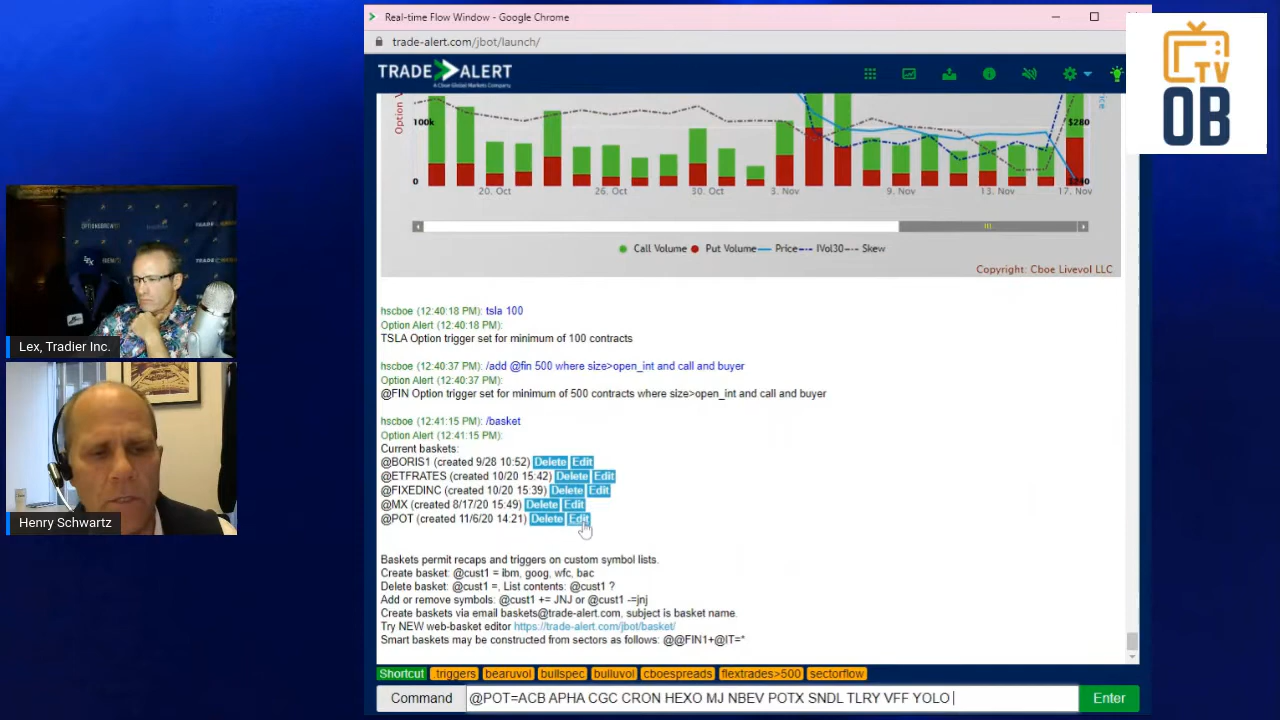 Real-time Flow Window - Google Chrome
trade-alert.com/jbot/launch/
TV
OB
TRADE ALERT
A Cboe Global Markets Company
Option V
100k
0
$280
20. Oct 26. Oct 30. Oct 3. Nov 9. Nov 13. Nov 17. Nov
Call Volume Put Volume Price IVol30 Skew
Copyright: Cboe Livevol LLC
hscboe (12:40:18 PM): tsla 100
Option Alert (12:40:18 PM):
TSLA Option trigger set for minimum of 100 contracts
hscboe (12:40:37 PM): /add @fin 500 where size>open_int and call and buyer
Option Alert (12:40:37 PM):
@FIN Option trigger set for minimum of 500 contracts where size>open_int and call and buyer
hscboe (12:41:15 PM): /basket
Option Alert (12:41:15 PM):
Current baskets:
@BORIS1 (created 9/28 10:52) Delete Edit
@ETFRATES (created 10/20 15:42) Delete Edit
@FIXEDINC (created 10/20 15:39) Delete Edit
@MX (created 8/17/20 15:49) Delete Edit
@POT (created 11/6/20 14:21) Delete Edit
Baskets permit recaps and triggers on custom symbol lists.
Create basket: @cust1 = ibm, goog, wfc, bac
Delete basket: @cust1 =, List contents: @cust1 ?
Add or remove symbols: @cust1 += JNJ or @cust1 -=jnj
Create baskets via email baskets@trade-alert.com, subject is basket name.
Try NEW web-basket editor https://trade-alert.com/jbot/basket/
Smart baskets may be constructed from sectors as follows: @@FIN1+@IT=*
Shortcut triggers bearuvol bullspec bulluvol cboespreads flextrades>500 sectorflow
Command @POT=ACB APHA CGC CRON HEXO MJ NBEV POTX SNDL TLRY VFF YOLO Enter
Lex, Tradier Inc.
Henry Schwartz